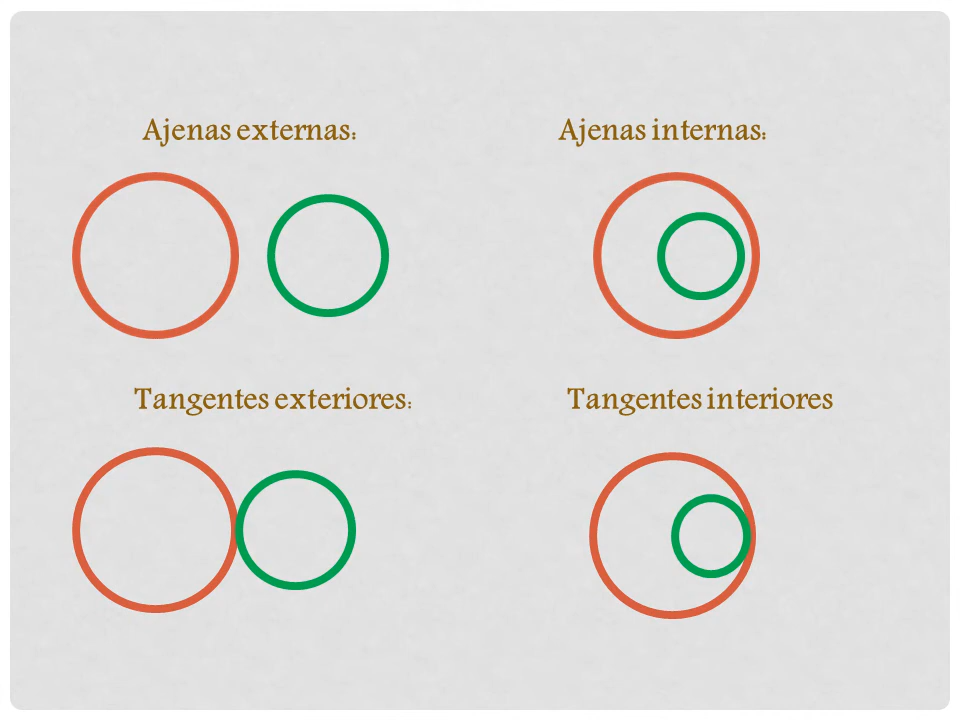 Ajenas externas:
Ajenas internas:
Tangentes exteriores:
Tangentes interiores